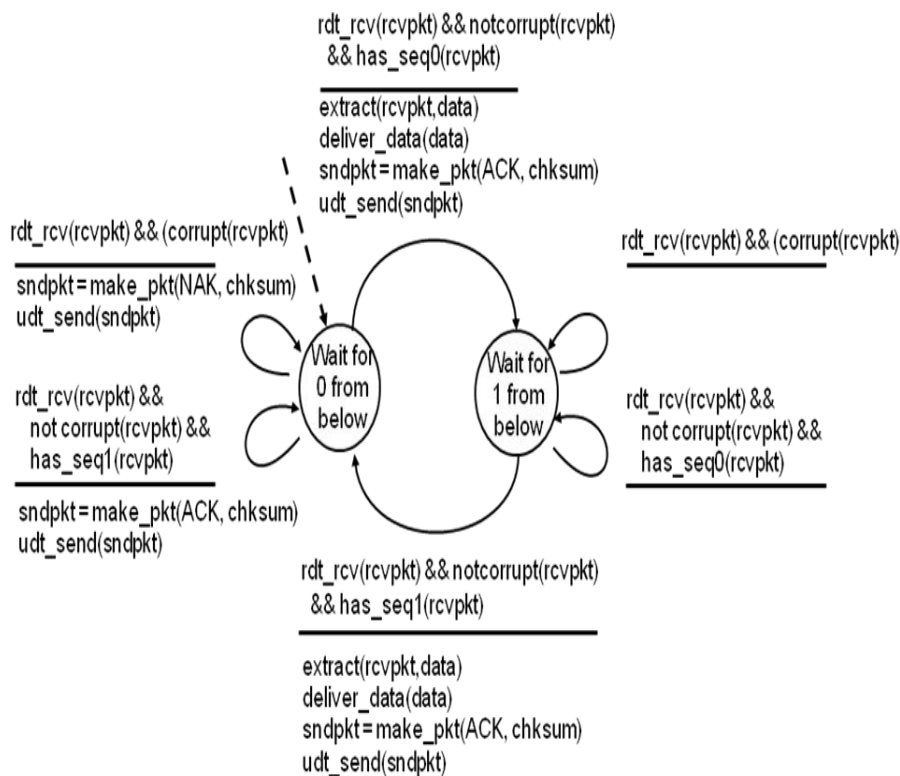 rdt_rcv(rcvpkt) && notcorrupt(rcvpkt)
&& has_seq0(rcvpkt)
extract(rcvpkt,data)
deliver_data(data)
sndpkt=make_pkt(ACK, chksum)
udt_send(sndpkt)
rdt_rcv(rcvpkt) && (corrupt(rcvpkt)
sndpkt=make_pkt(NAK, chksum)
udt_send(sndpkt)
rdt_rcv(rcvpkt) &&
not corrupt(rcvpkt) &&
has_seq1(rcvpkt)
sndpkt=make_pkt(ACK, chksum)
udt_send(sndpkt)
Wait for
0 from
below
Wait for
1 from
below
rdt_rcv(rcvpkt) && (corrupt(rcvpkt)
rdt_rcv(rcvpkt) &&
not corrupt(rcvpkt) &&
has_seq0(rcvpkt)
rdt_rcv(rcvpkt) && notcorrupt(rcvpkt)
&& has_seq1(rcvpkt)
extract(rcvpkt,data)
deliver_data(data)
sndpkt=make_pkt(ACK, chksum)
udt_send(sndpkt)